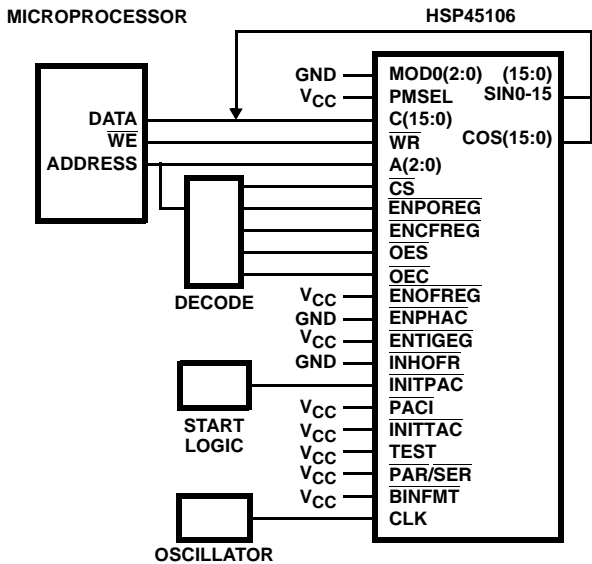 MICROPROCESSOR
HSP45106
GND
MOD0(2:0)
(15:0)
VCC
PMSEL
SIN0-15
DATA
C(15:0)
WE
WR
COS(15:0)
ADDRESS
A(2:0)
CS
ENPOREG
ENCFREG
OES
OEC
DECODE
VCC
ENOFREG
GND
ENPHAC
VCC
ENTIGEG
GND
INHOFR
INITPAC
START
LOGIC
VCC
PACI
VCC
INITTAC
VCC
TEST
VCC
PAR/SER
VCC
BINFMT
CLK
OSCILLATOR